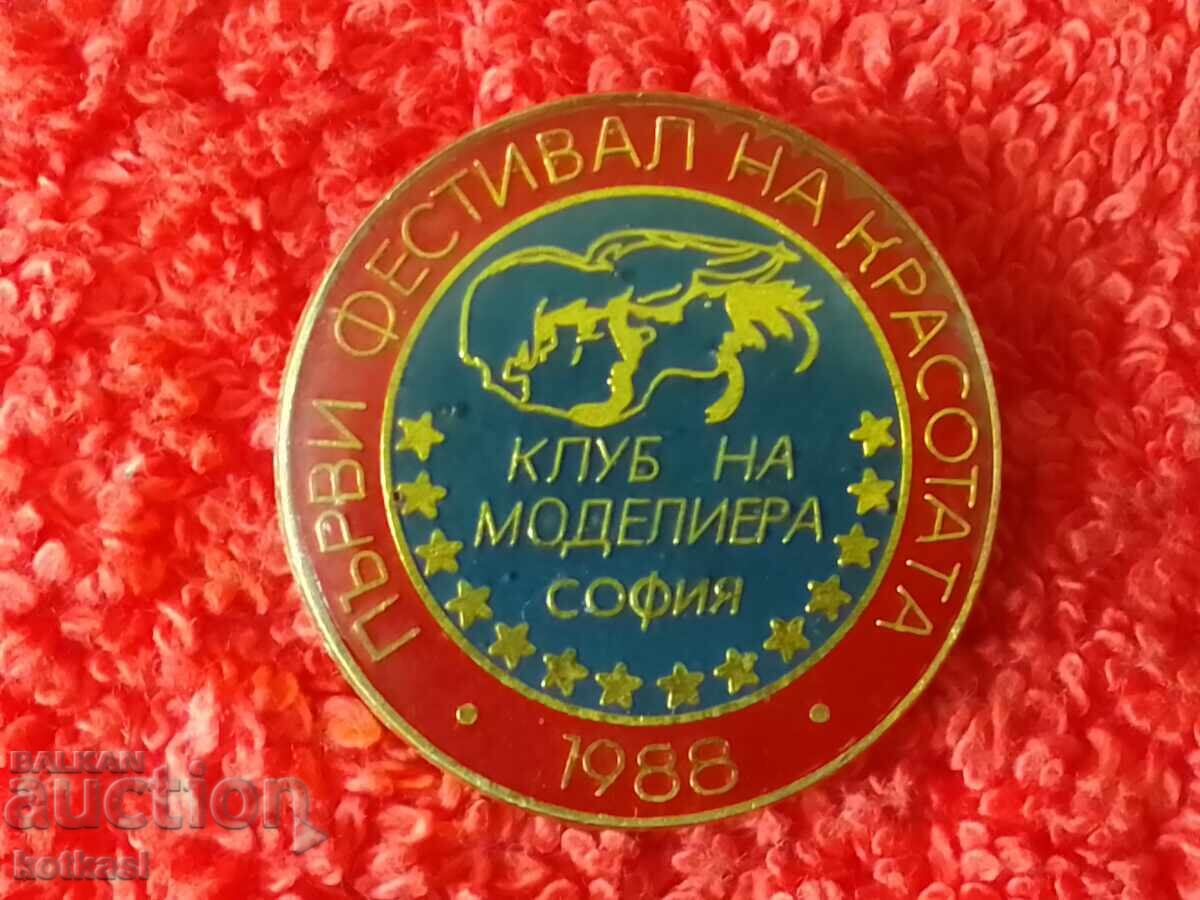 ПЪРВИ ФЕСТИВАЛ НА КРАСОТАТА
КЛУБ НА
МОДЕЛИЕРА
СОФИЯ
• 1988 •
BALKAN
auction
kotkasl